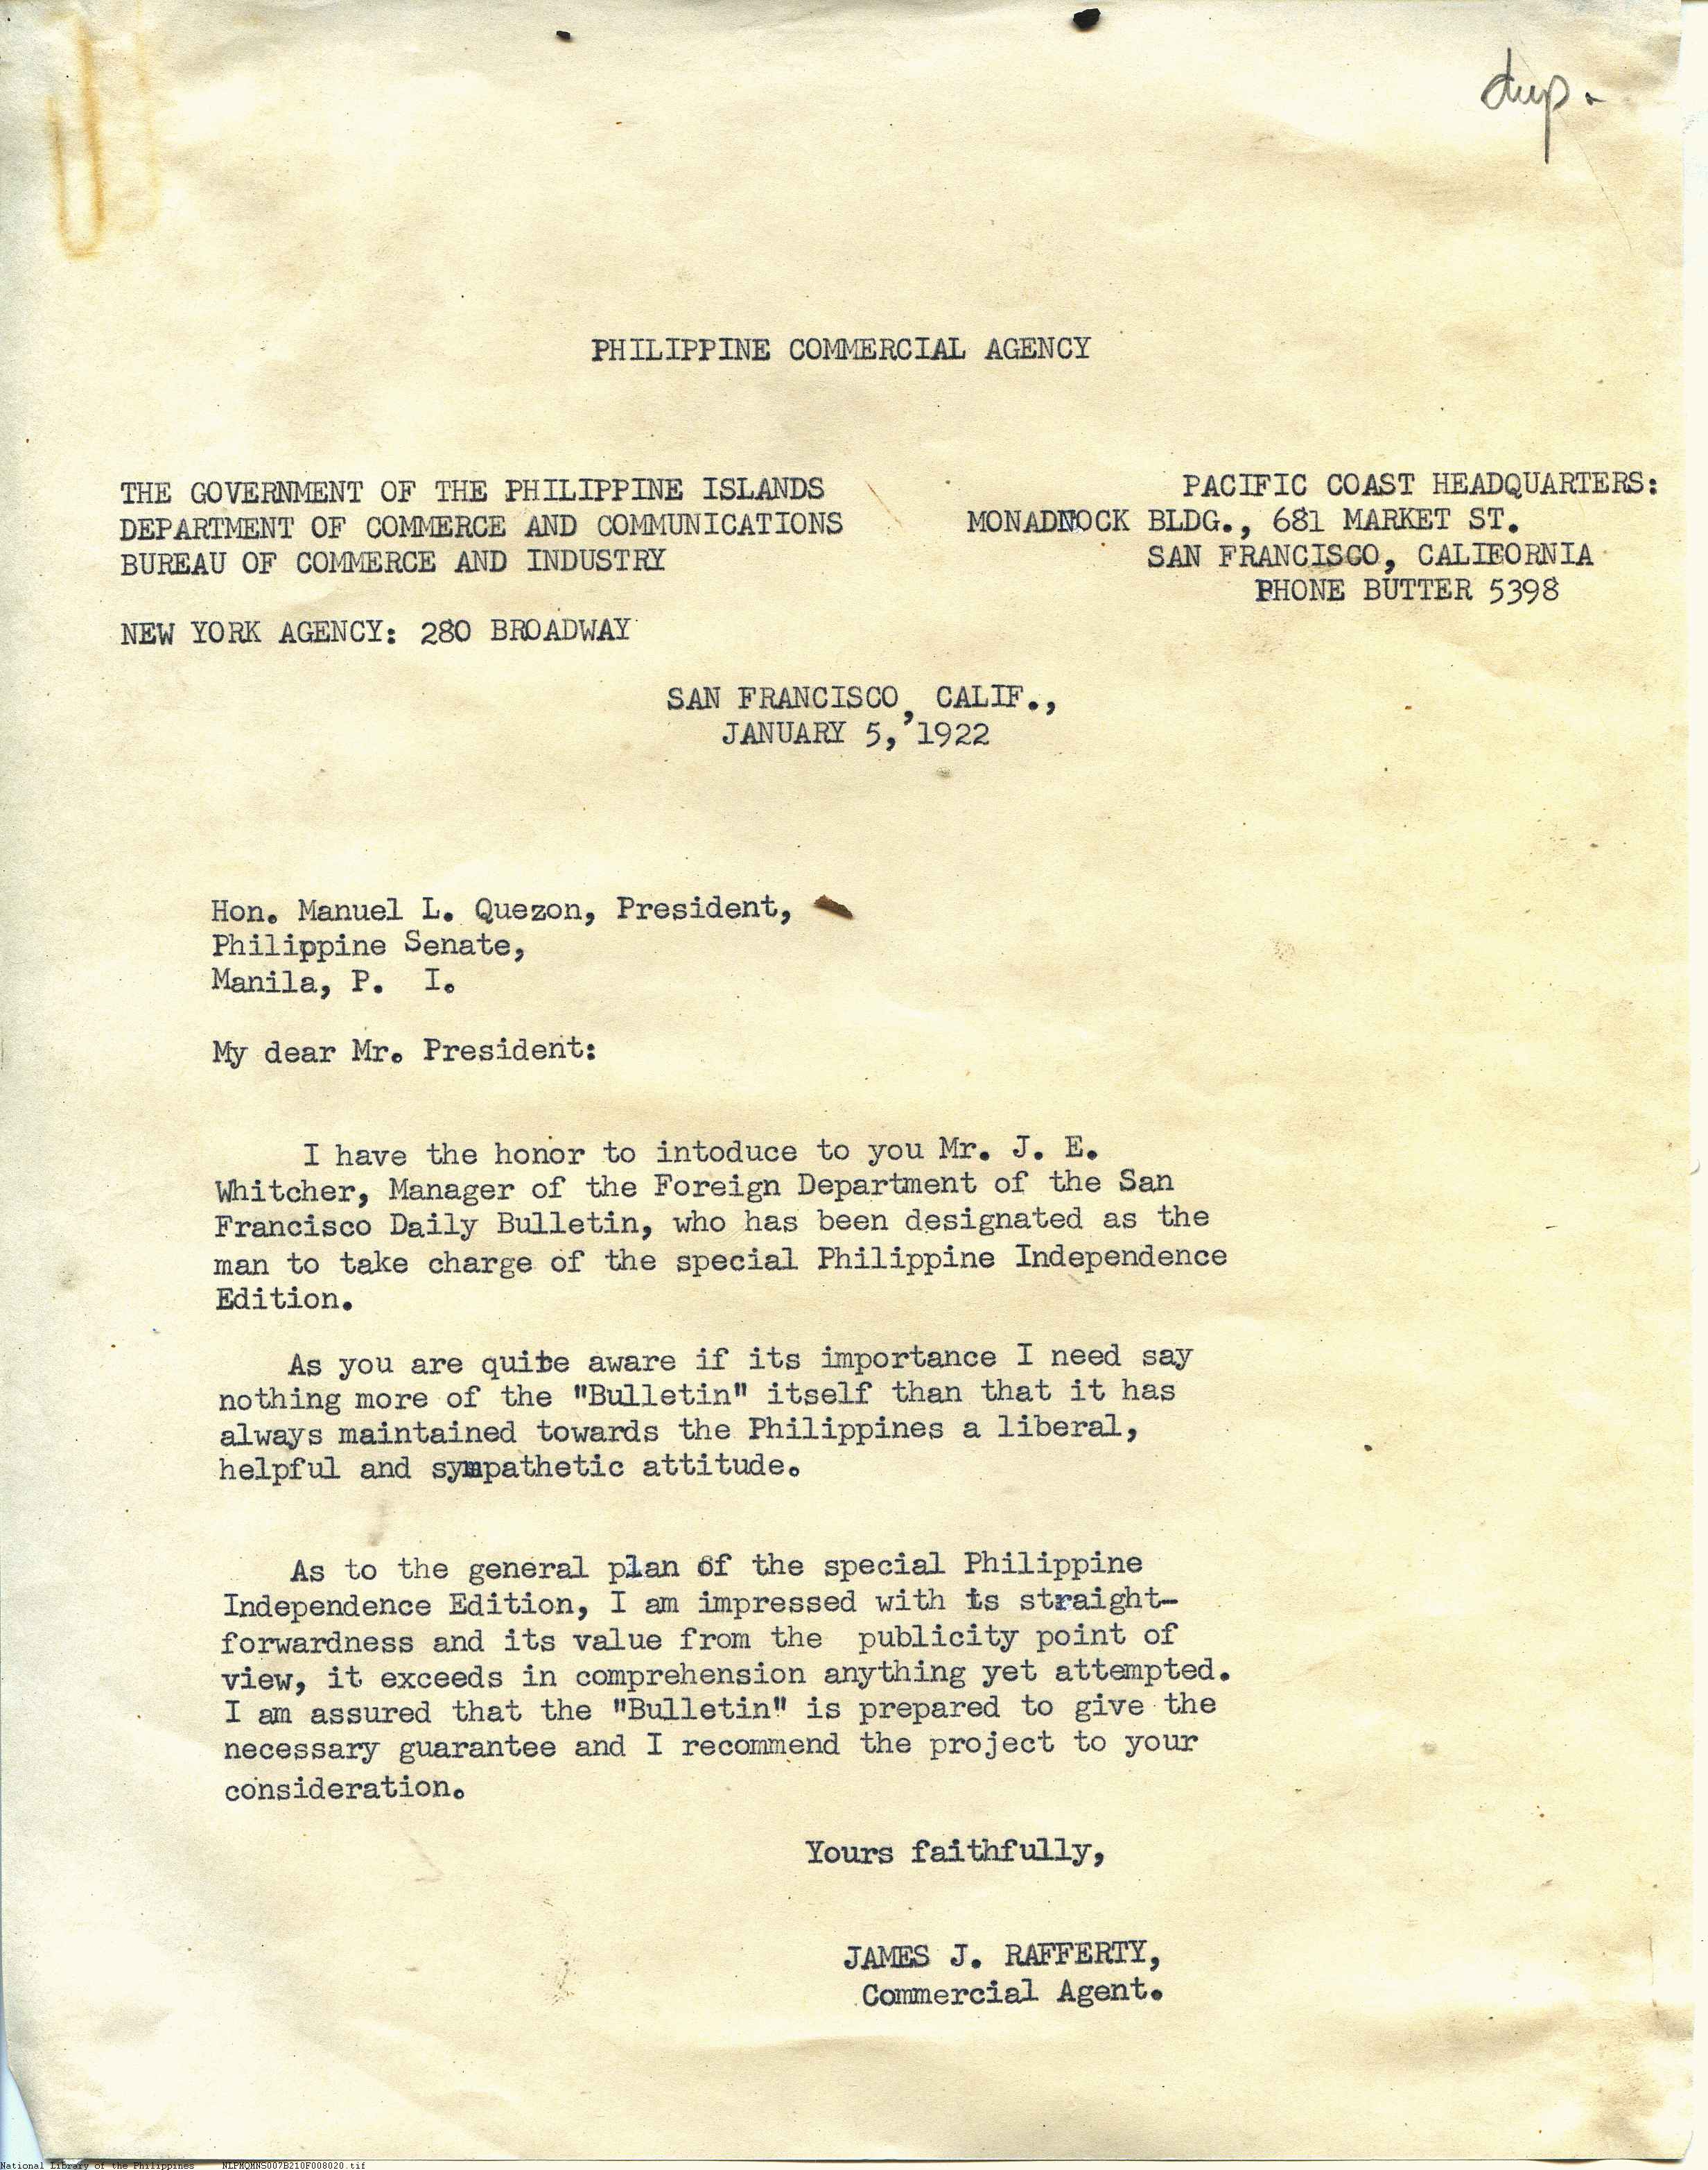 dup.
PHILIPPINE COMMERCIAL AGENCY
THE GOVERNMENT OF THE PHILIPPINE ISLANDS
DEPARTMENT OF COMMERCE AND COMMUNICATIONS
BUREAU OF COMMERCE AND INDUSTRY
NEW YORK AGENCY: 280 BROADWAY
PACIFIC COAST HEADQUARTERS:
MONADNOCK BLDG., 681 MARKET ST.
SAN FRANCISCO, CALIFORNIA
PHONE BUTTER 5398
SAN FRANCISCO, CALIF.,
JANUARY 5, 1922
Hon. Manuel L. Quezon, President,
Philippine Senate,
Manila, P. I.
My dear Mr. President:
I have the honor to intoduce to you Mr. J. E.
Whitcher, Manager of the Foreign Department of the San
Francisco Daily Bulletin, who has been designated as the
man to take charge of the special Philippine Independence
Edition.
As you are quite aware if its importance I need say
nothing more of the "Bulletin" itself than that it has
always maintained towards the Philippines a liberal,
helpful and sympathetic attitude.
As to the general plan of the special Philippine
Independence Edition, I am impressed with ts straight-
forwardness and its value from the publicity point of
view, it exceeds in comprehension anything yet attempted.
I am assured that the "Bulletin" is prepared to give the
necessary guarantee and I recommend the project to your
consideration.
Yours faithfully,
JAMES J. RAFFERTY,
Commercial Agent.
National Library of the Philippines NLPMQMNS007B210F008020.tif